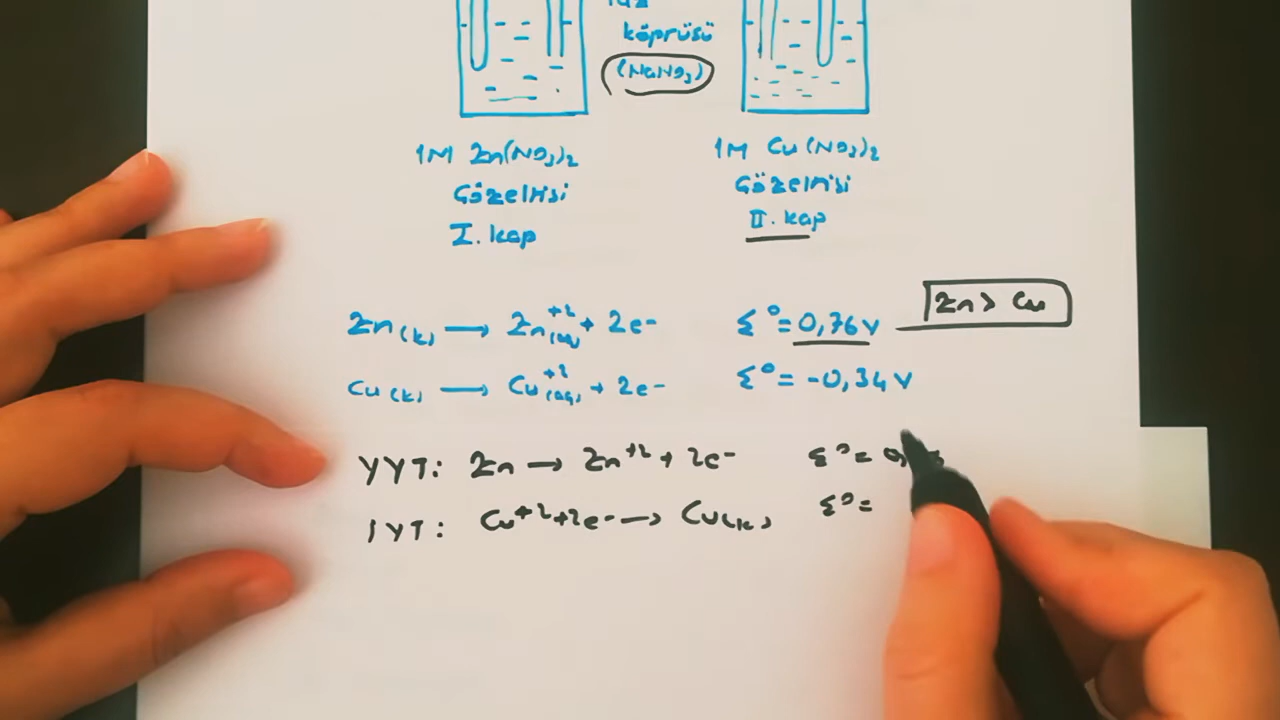 köprüsü
(NaNO₃)
1M Zn(NO₃)₂
Çözeltisi
I. kap
1M Cu(NO₃)₂
Çözeltisi
II. kap
Zn > Cu
Zn(k) → Zn⁺²(aq) + 2e⁻ ℰ° = 0,76 V
Cu(k) → Cu⁺²(aq) + 2e⁻ ℰ° = -0,34 V
YYT: Zn → Zn⁺² + 2e⁻ ℰ° =
İYT: Cu⁺² + 2e⁻ → Cu(k) ℰ° =